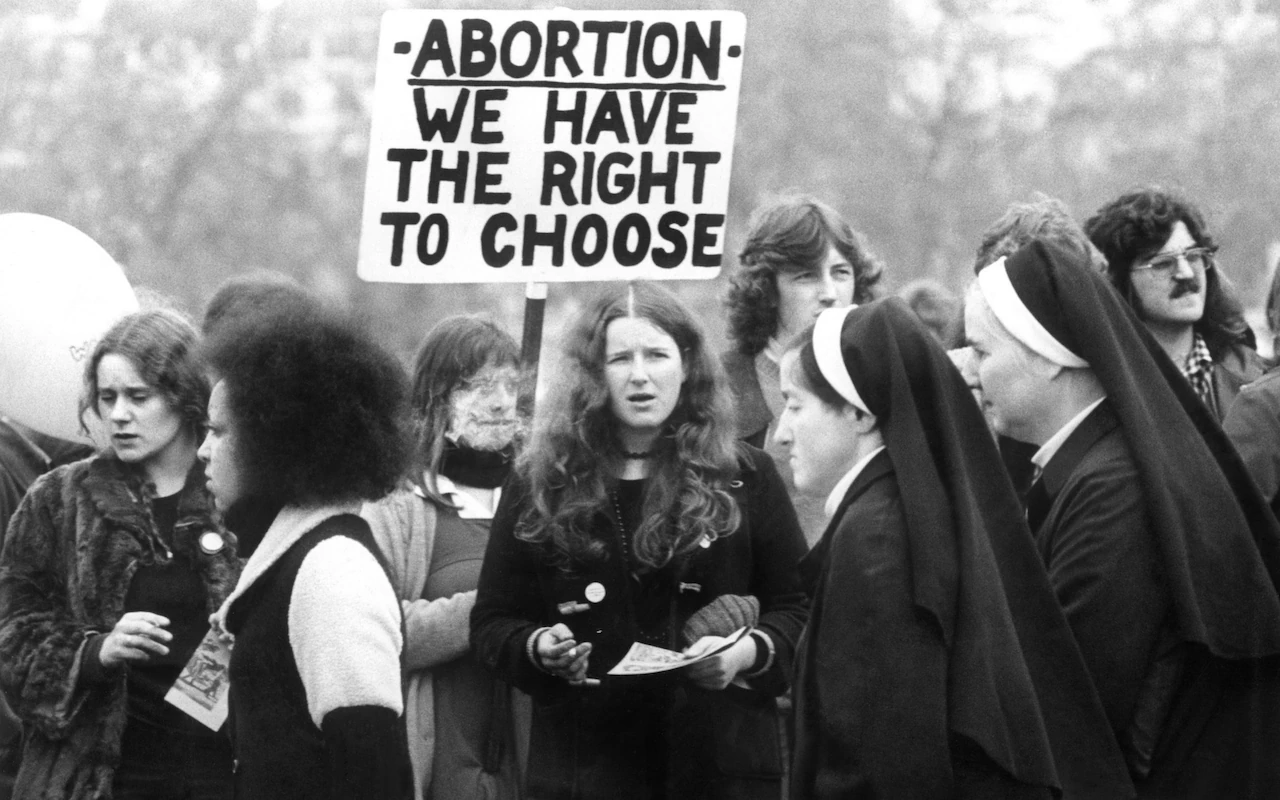 -ABORTION-
WE HAVE
THE RIGHT
TO CHOOSE